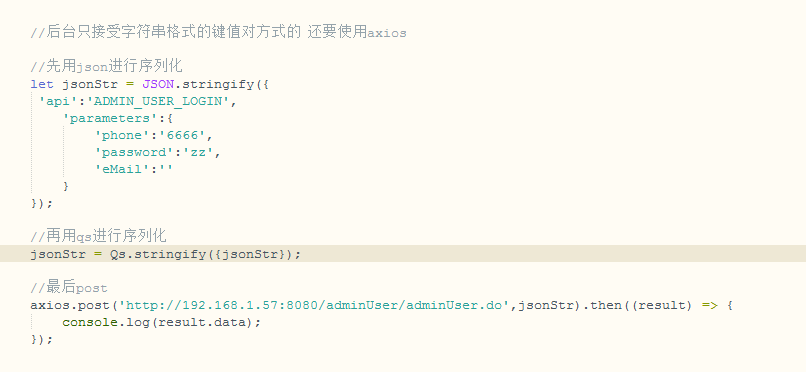 //后台只接受字符串格式的键值对方式的 还要使用axios
//先用json进行序列化
let jsonStr = JSON.stringify({
'api':'ADMIN_USER_LOGIN',
'parameters':{
'phone':'6666',
'password':'zz',
'eMail':''
}
});
//再用qs进行序列化
jsonStr = Qs.stringify({jsonStr});
//最后post
axios.post('http://192.168.1.57:8080/adminUser/adminUser.do',jsonStr).then((result) => {
console.log(result.data);
});